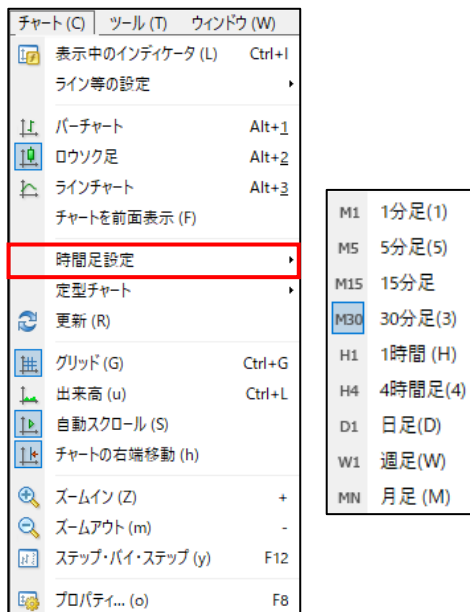 チャート (C) ツール (T) ウィンドウ (W)
表示中のインディケータ (L) Ctrl+I
ライン等の設定
バーチャート Alt+1
ロウソク足 Alt+2
ラインチャート Alt+3
チャートを前面表示 (F)
時間足設定
定型チャート
更新 (R)
グリッド (G) Ctrl+G
出来高 (u) Ctrl+L
自動スクロール (S)
チャートの右端移動 (h)
ズームイン (Z) +
ズームアウト (m) -
ステップ・バイ・ステップ (y) F12
プロパティ... (o) F8
M1 1分足(1)
M5 5分足(5)
M15 15分足
M30 30分足(3)
H1 1時間 (H)
H4 4時間足(4)
D1 日足(D)
W1 週足(W)
MN 月足 (M)